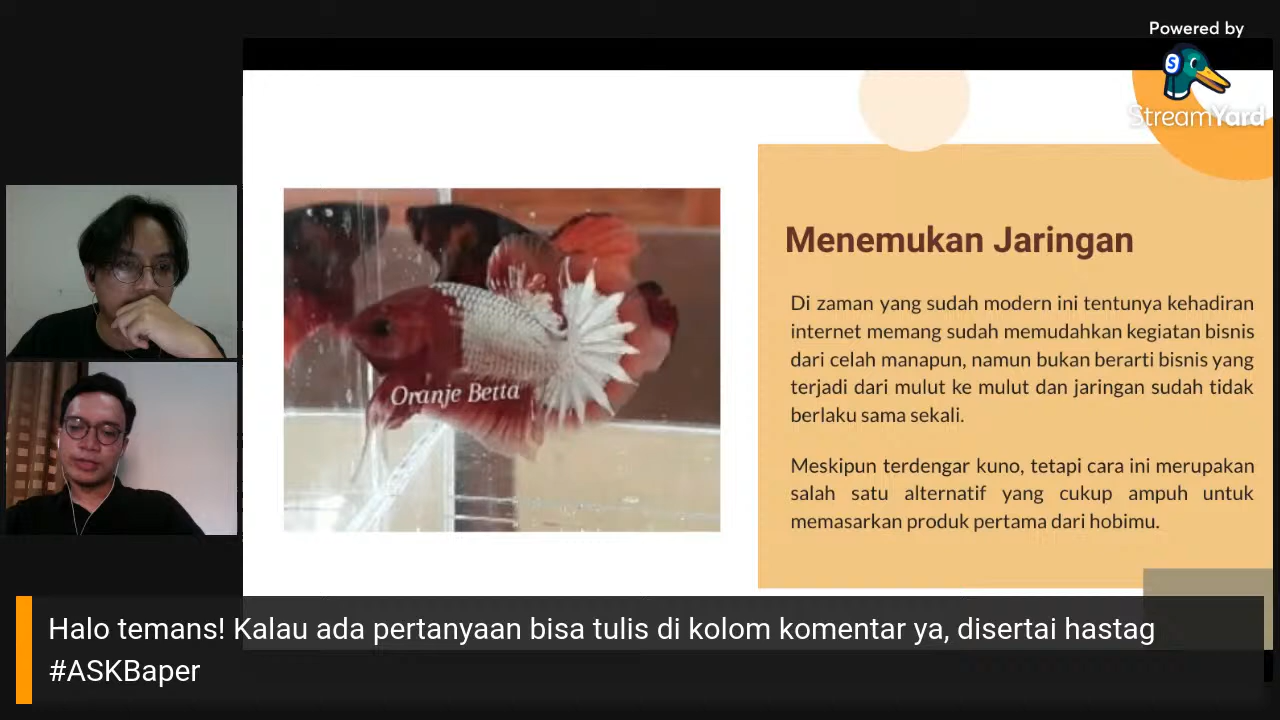 Powered by
StreamYard
Oranje Betta
Menemukan Jaringan
Di zaman yang sudah modern ini tentunya kehadiran
internet memang sudah memudahkan kegiatan bisnis
dari celah manapun, namun bukan berarti bisnis yang
terjadi dari mulut ke mulut dan jaringan sudah tidak
berlaku sama sekali.
Meskipun terdengar kuno, tetapi cara ini merupakan
salah satu alternatif yang cukup ampuh untuk
memasarkan produk pertama dari hobimu.
Halo temans! Kalau ada pertanyaan bisa tulis di kolom komentar ya, disertai hastag
#ASKBaper